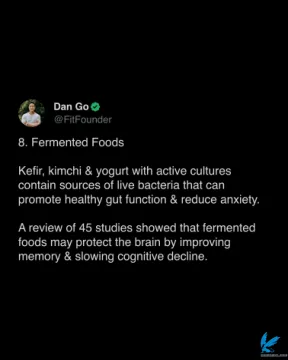 Dan Go
@FitFounder
8. Fermented Foods
Kefir, kimchi & yogurt with active cultures
contain sources of live bacteria that can
promote healthy gut function & reduce anxiety.
A review of 45 studies showed that fermented
foods may protect the brain by improving
memory & slowing cognitive decline.